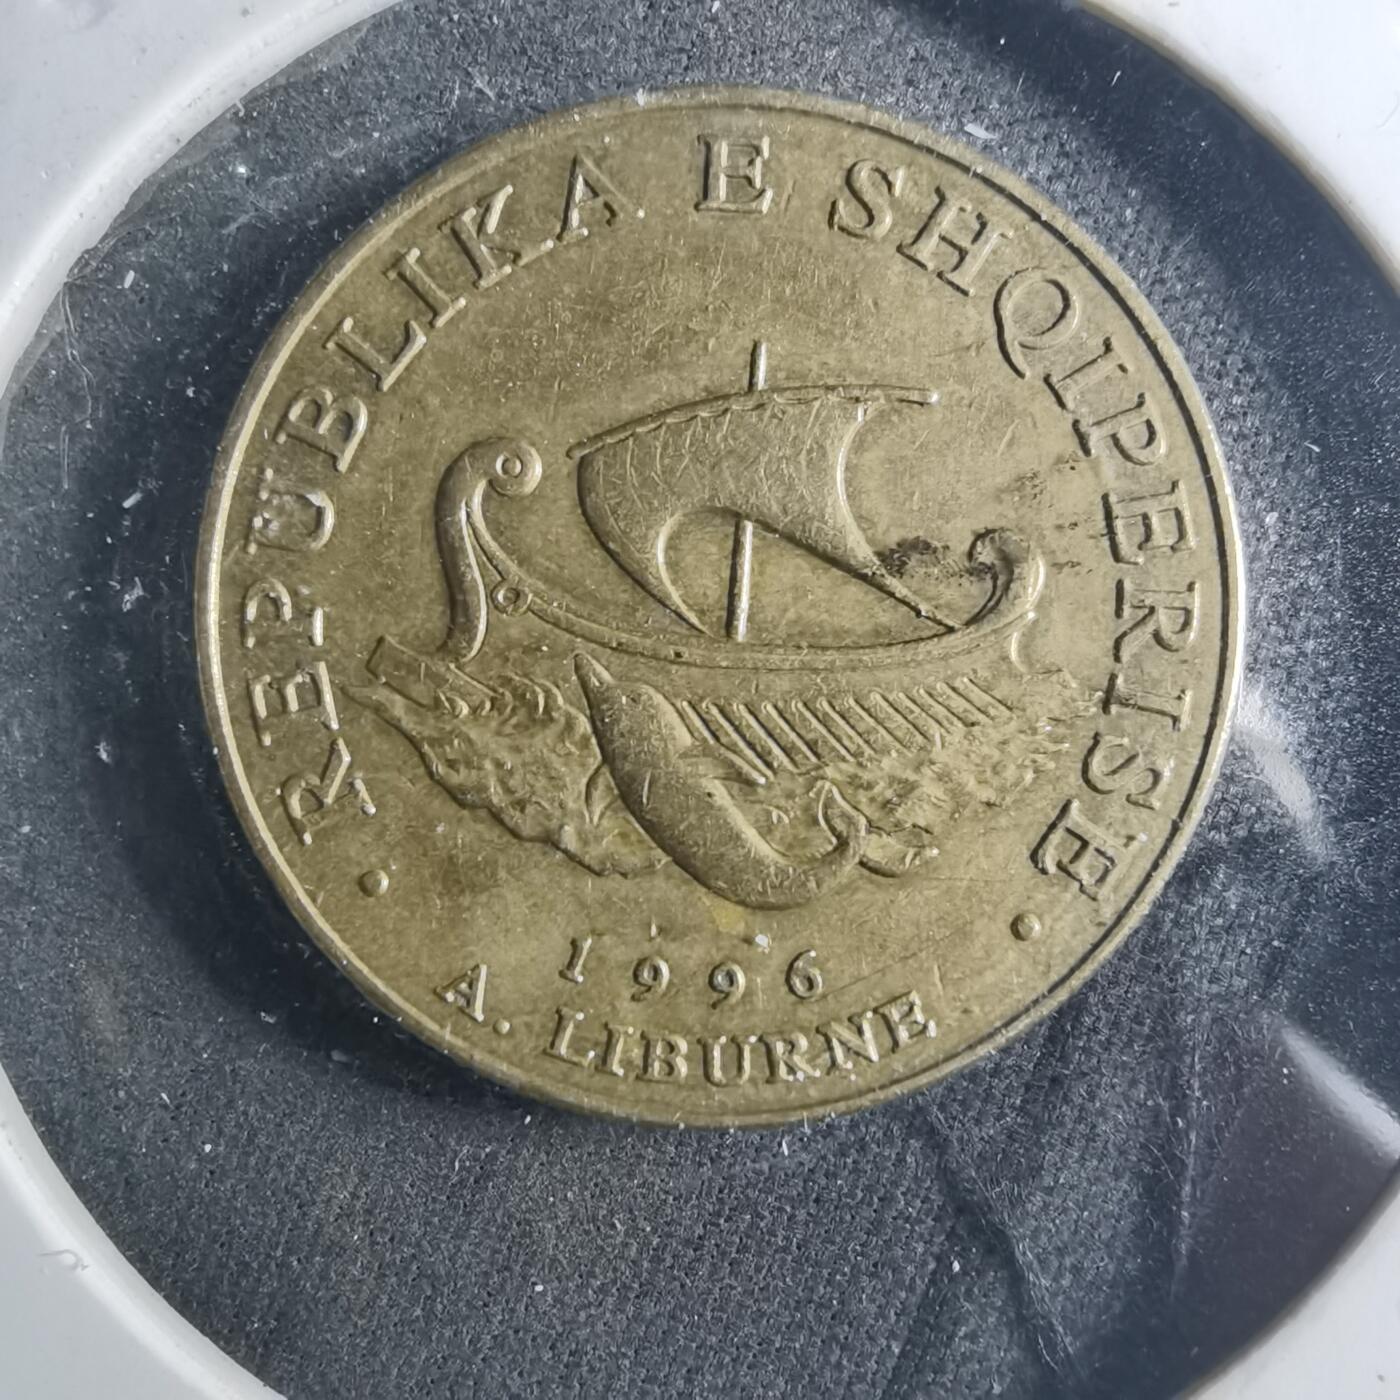 REPUBLIKA E SHQIPERISE
1996
A. LIBURNE